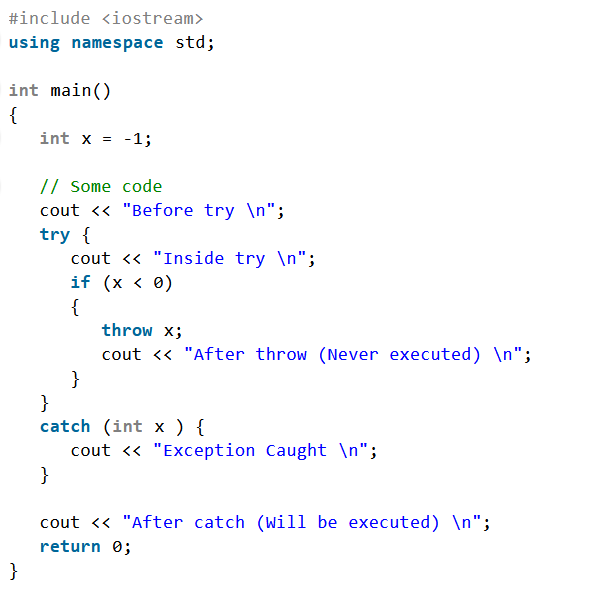 #include <iostream>
using namespace std;
int main()
{
int x = -1;
// Some code
cout << "Before try \n";
try {
cout << "Inside try \n";
if (x < 0)
{
throw x;
cout << "After throw (Never executed) \n";
}
}
catch (int x ) {
cout << "Exception Caught \n";
}
cout << "After catch (Will be executed) \n";
return 0;
}